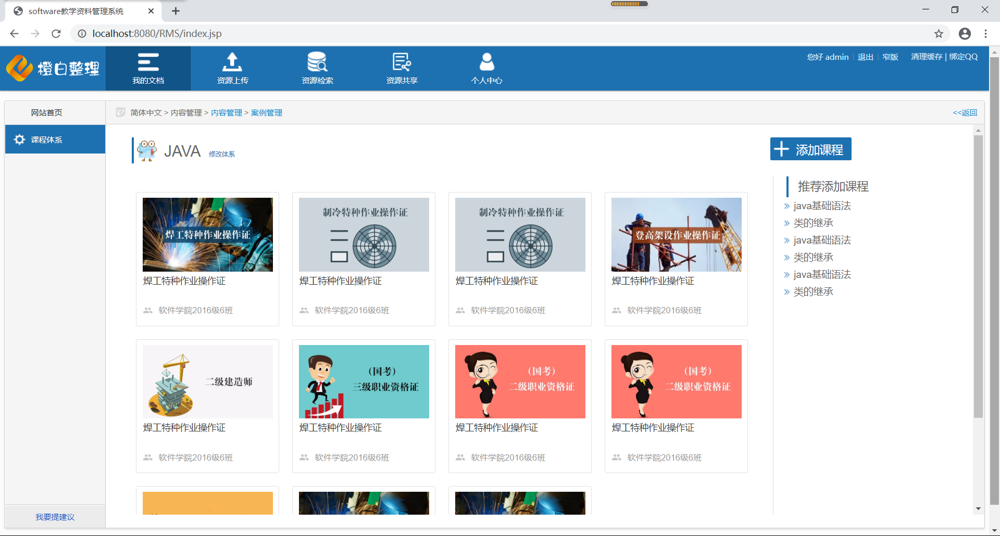 software教学资料管理系统
localhost:8080/RMS/index.jsp
橙白整理
我的文档
资源上传
资源检索
资源共享
个人中心
您好 admin
退出
窄版
清理缓存 | 绑定QQ
网站首页
课程体系
我要提建议
简体中文 > 内容管理 > 内容管理 > 案例管理
<<返回
JAVA 修改体系
焊工特种作业操作证
焊工特种作业操作证
软件学院2016级6班
制冷特种作业操作证
焊工特种作业操作证
软件学院2016级6班
制冷特种作业操作证
焊工特种作业操作证
软件学院2016级6班
登高架设作业操作证
焊工特种作业操作证
软件学院2016级6班
二级建造师
焊工特种作业操作证
软件学院2016级6班
（国考）
三级职业资格证
焊工特种作业操作证
软件学院2016级6班
（国考）
二级职业资格证
焊工特种作业操作证
软件学院2016级6班
（国考）
二级职业资格证
焊工特种作业操作证
软件学院2016级6班
添加课程
推荐添加课程
» java基础语法
» 类的继承
» java基础语法
» 类的继承
» java基础语法
» 类的继承